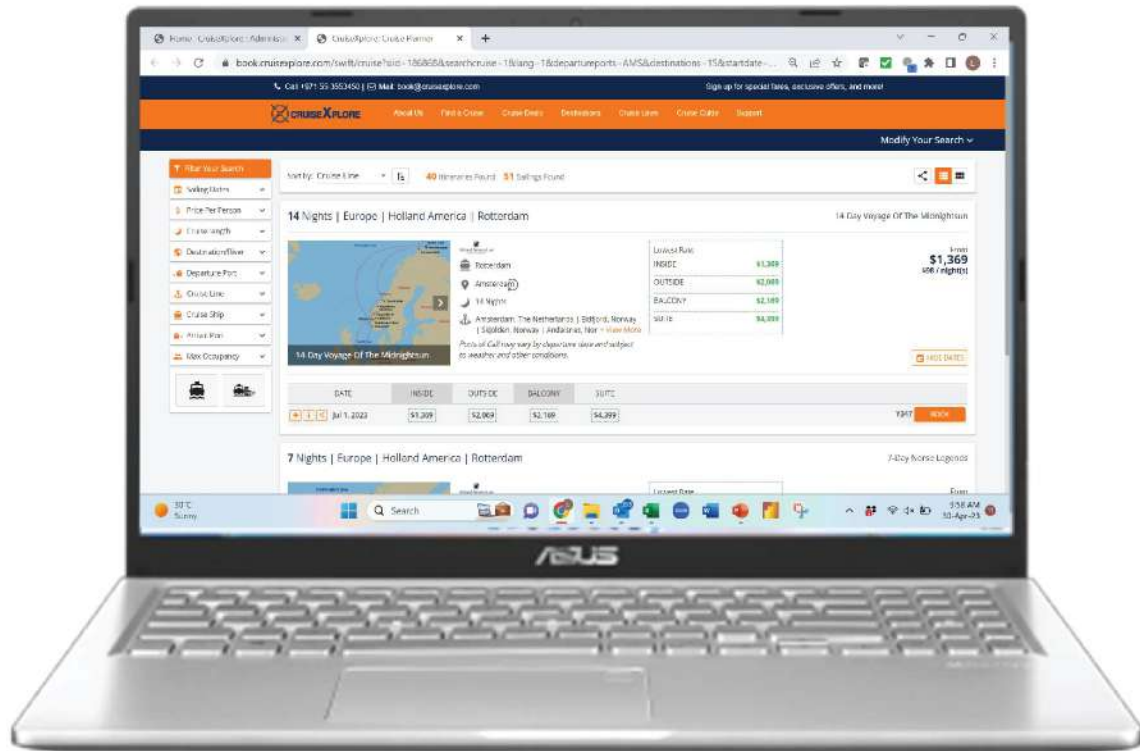 Home: CruiseXplore : Administ
CruiseXplore: Cruise Planner
book.cruisexplore.com/swift/cruise?siid=186868&searchcruise=1&lang=1&departureports=AMS&destinations=15&startdate=...
Call +971 55 3553450 | Mail: book@cruisexplore.com
Sign up for special fares, exclusive offers, and more!
CRUISEXPLORE
About Us Find a Cruise Cruise Deals Destinations Cruise Lines Cruise Guide Support
Modify Your Search
Filter Your Search
Sailing Dates
Price Per Person
Cruise Length
Destination/River
Departure Port
Cruise Line
Cruise Ship
Arrival Port
Max Occupancy
Sort by: Cruise Line
40 Itineraries Found 51 Sailings Found
14 Nights | Europe | Holland America | Rotterdam
14-Day Voyage Of The Midnightsun
14-Day Voyage Of The Midnightsun
Rotterdam
Amsterdam
14 Nights
Amsterdam, The Netherlands | Eidfjord, Norway
| Skjolden, Norway | Andalsnes, Nor + View More
Ports of Call may vary by departure date and subject
to weather and other conditions.
Lowest Rate
INSIDE $1,369
OUTSIDE $2,069
BALCONY $2,169
SUITE $4,399
From
$1,369
$98 / night(s)
HIDE DATES
DATE INSIDE OUTSIDE BALCONY SUITE
Jul 1, 2023 $1,369 $2,069 $2,169 $4,399
BOOK
7 Nights | Europe | Holland America | Rotterdam
7-Day Norse Legends
Lowest Rate
From
30°C
Sunny
Search
9:58 AM
30-Apr-23
ASUS